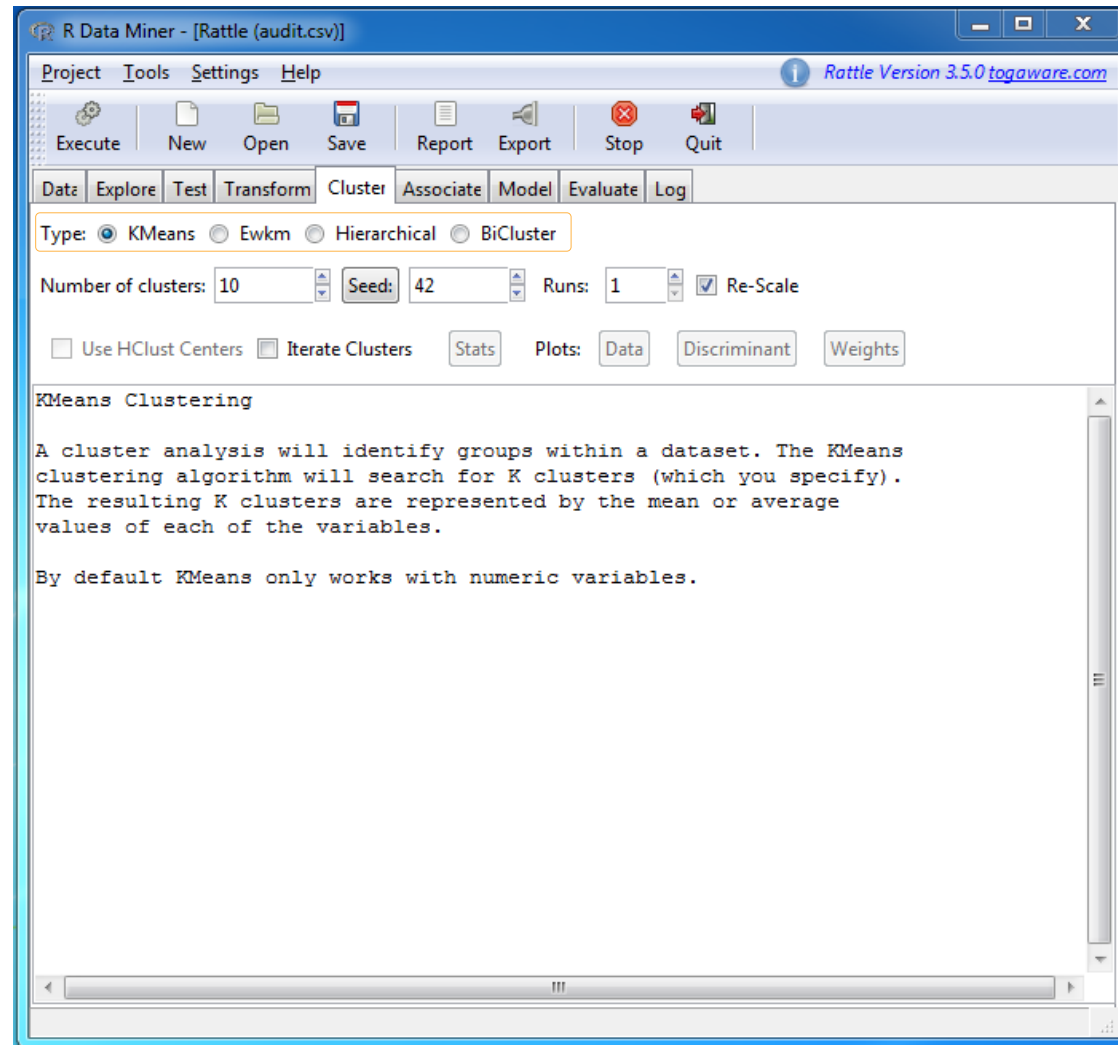 R Data Miner - [Rattle (audit.csv)]
Project Tools Settings Help Rattle Version 3.5.0 togaware.com
Execute New Open Save Report Export Stop Quit
Data Explore Test Transform Cluster Associate Model Evaluate Log
Type: KMeans Ewkm Hierarchical BiCluster
Number of clusters: 10 Seed: 42 Runs: 1 Re-Scale
Use HClust Centers Iterate Clusters Stats Plots: Data Discriminant Weights
KMeans Clustering
A cluster analysis will identify groups within a dataset. The KMeans
clustering algorithm will search for K clusters (which you specify).
The resulting K clusters are represented by the mean or average
values of each of the variables.
By default KMeans only works with numeric variables.